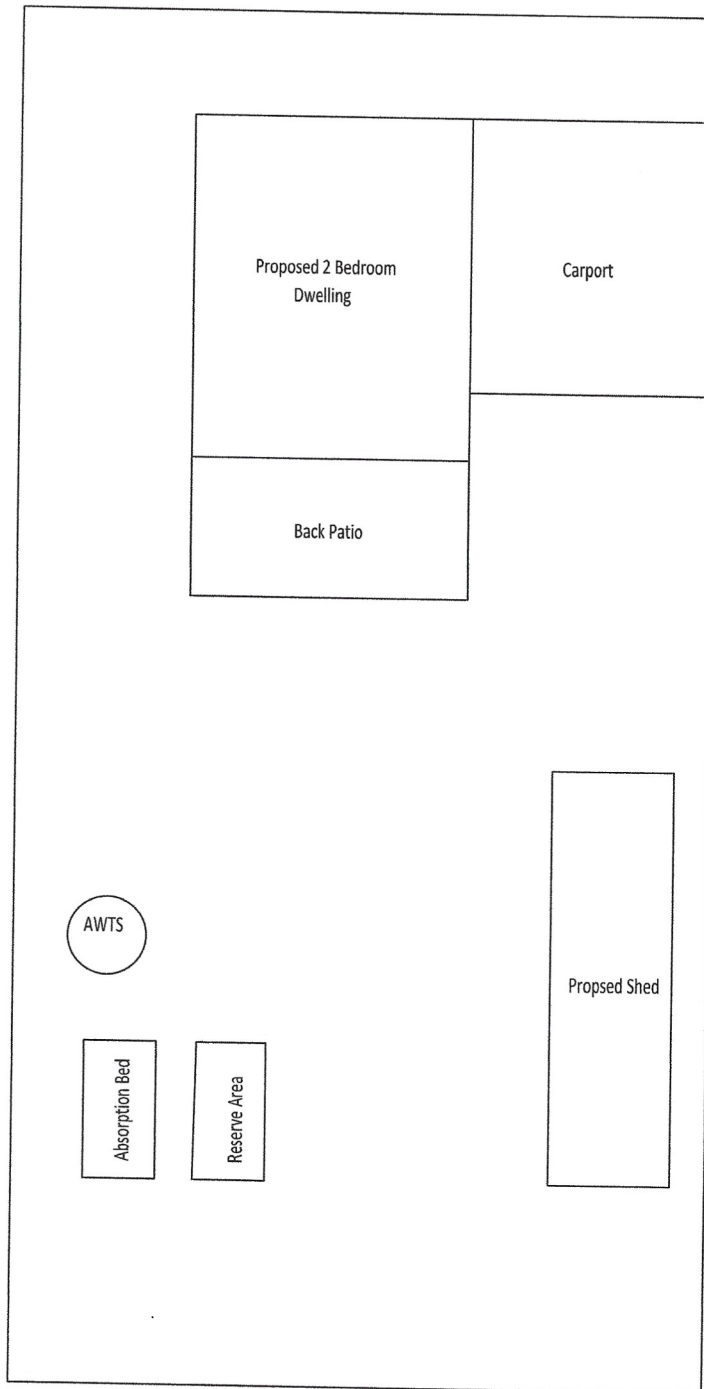 Proposed 2 Bedroom
Dwelling
Carport
Back Patio
AWTS
Propsed Shed
Absorption Bed
Reserve Area